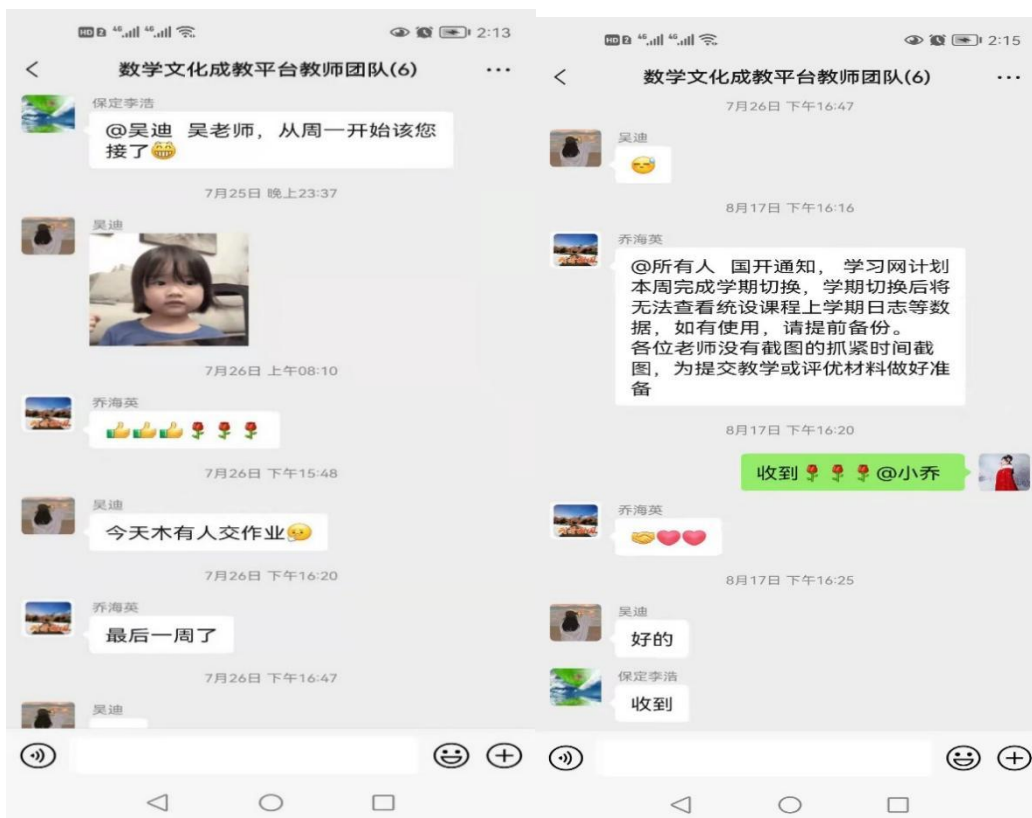 HD 2 46 46 2:13
数学文化成教平台教师团队(6) ...
保定李浩
@吴迪 吴老师，从周一开始该您
接了😁
7月25日 晚上23:37
吴迪
7月26日 上午08:10
乔海英
👍👍👍🌹🌹🌹
7月26日 下午15:48
吴迪
今天木有人交作业
7月26日 下午16:20
乔海英
最后一周了
7月26日 下午16:47
吴迪
HD 2 46 46 2:15
数学文化成教平台教师团队(6) ...
7月26日 下午16:47
吴迪
😅
8月17日 下午16:16
乔海英
@所有人 国开通知， 学习网计划
本周完成学期切换，学期切换后将
无法查看统设课程上学期日志等数
据，如有使用，请提前备份。
各位老师没有截图的抓紧时间截
图，为提交教学或评优材料做好准
备
8月17日 下午16:20
收到🌹🌹🌹@小乔
乔海英
🤝❤❤
8月17日 下午16:25
吴迪
好的
保定李浩
收到